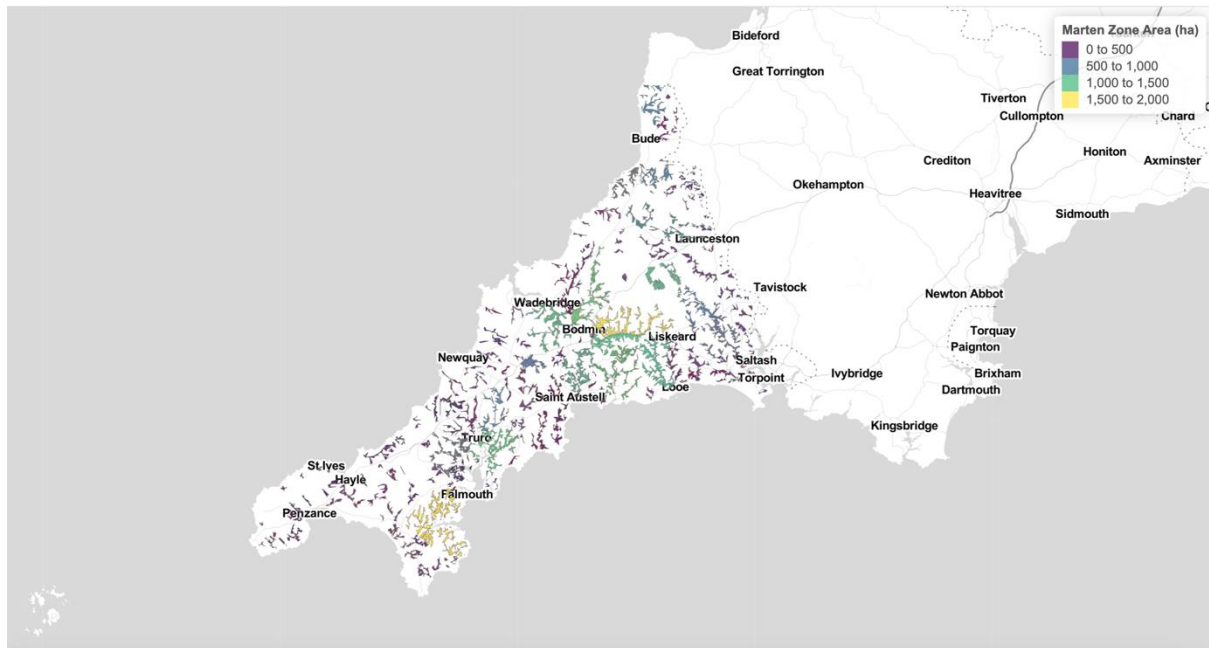 Bideford
Marten Zone Area (ha)
0 to 500
500 to 1,000
1,000 to 1,500
1,500 to 2,000
Great Torrington
Tiverton
Cullompton
Chard
Bude
Crediton
Honiton
Axminster
Okehampton
Heavitree
Sidmouth
Launceston
Tavistock
Newton Abbot
Wadebridge
Bodmin
Liskeard
Torquay
Paignton
Newquay
Saltash
Torpoint
Ivybridge
Brixham
Dartmouth
Looe
Saint Austell
Kingsbridge
Truro
St Ives
Hayle
Falmouth
Penzance